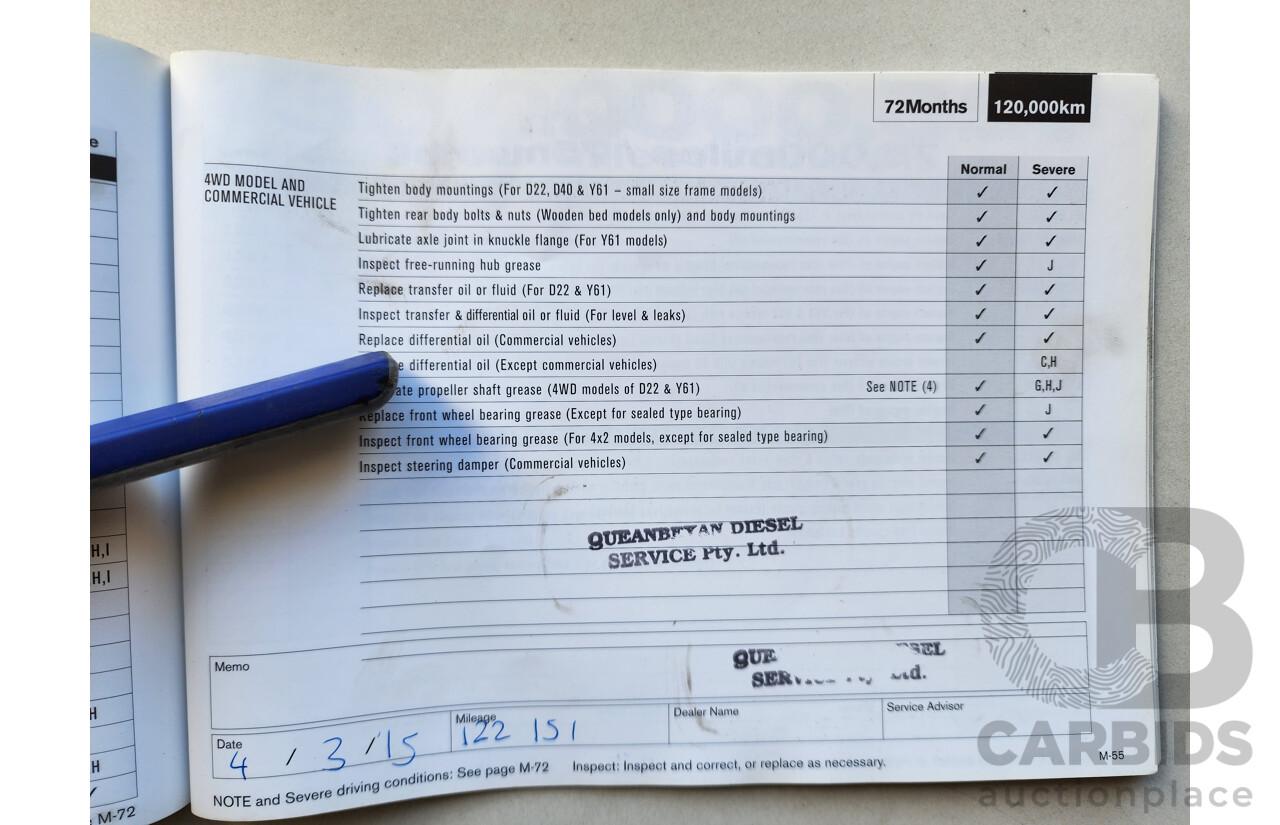 72Months 120,000km
Normal Severe
4WD MODEL AND
COMMERCIAL VEHICLE
Tighten body mountings (For D22, D40 & Y61 – small size frame models) ✓ ✓
Tighten rear body bolts & nuts (Wooden bed models only) and body mountings ✓ ✓
Lubricate axle joint in knuckle flange (For Y61 models) ✓ ✓
Inspect free-running hub grease ✓ J
Replace transfer oil or fluid (For D22 & Y61) ✓ ✓
Inspect transfer & differential oil or fluid (For level & leaks) ✓ ✓
Replace differential oil (Commercial vehicles) ✓ ✓
differential oil (Except commercial vehicles) C,H
propeller shaft grease (4WD models of D22 & Y61) See NOTE (4) ✓ G,H,J
Replace front wheel bearing grease (Except for sealed type bearing) ✓ J
Inspect front wheel bearing grease (For 4x2 models, except for sealed type bearing) ✓ ✓
Inspect steering damper (Commercial vehicles) ✓ ✓
QUEANBEYAN DIESEL
SERVICE Pty. Ltd.
H,I
H,I
H
H
M-72
Memo
Date
4 / 3 / 15
Mileage
122 151
Dealer Name
Service Advisor
NOTE and Severe driving conditions: See page M-72 Inspect: Inspect and correct, or replace as necessary.
M-55
CB
CARBIDS
auctionplace